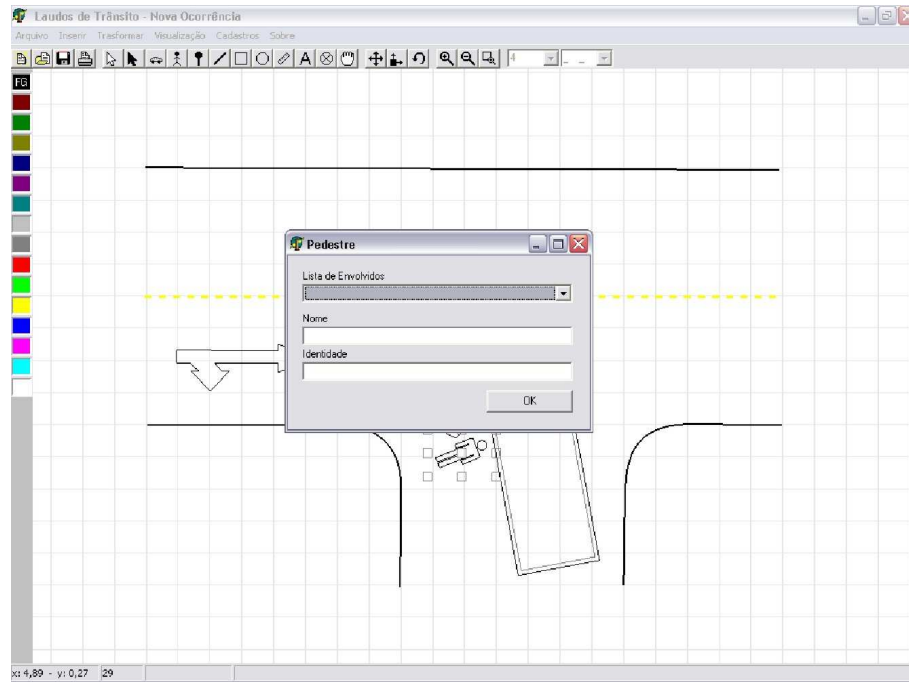 Laudos de Trânsito - Nova Ocorrência
Arquivo Inserir Trasformar Visualização Cadastros Sobre
A 4
FG
Pedestre
Lista de Envolvidos
Nome
Identidade
OK
x: 4,89 - y: 0,27 29